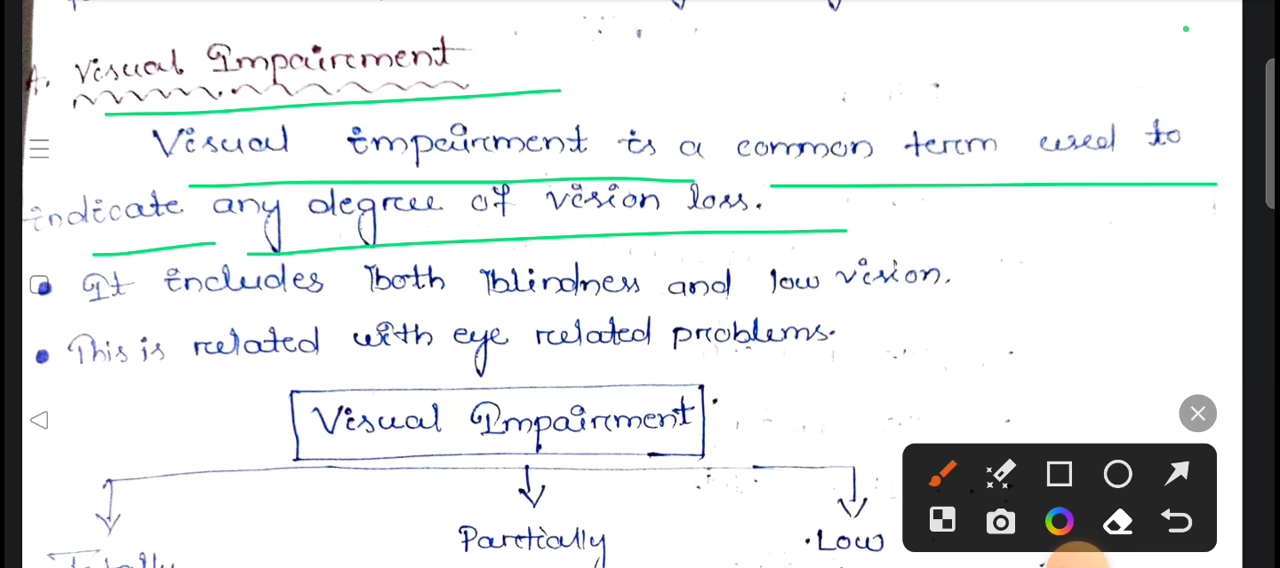 A. Visual Impairment
Visual impairment is a common term used to
indicate any degree of vision loss.
It includes both blindness and low vision.
• This is related with eye related problems.
Visual Impairment
Totally Partially Low